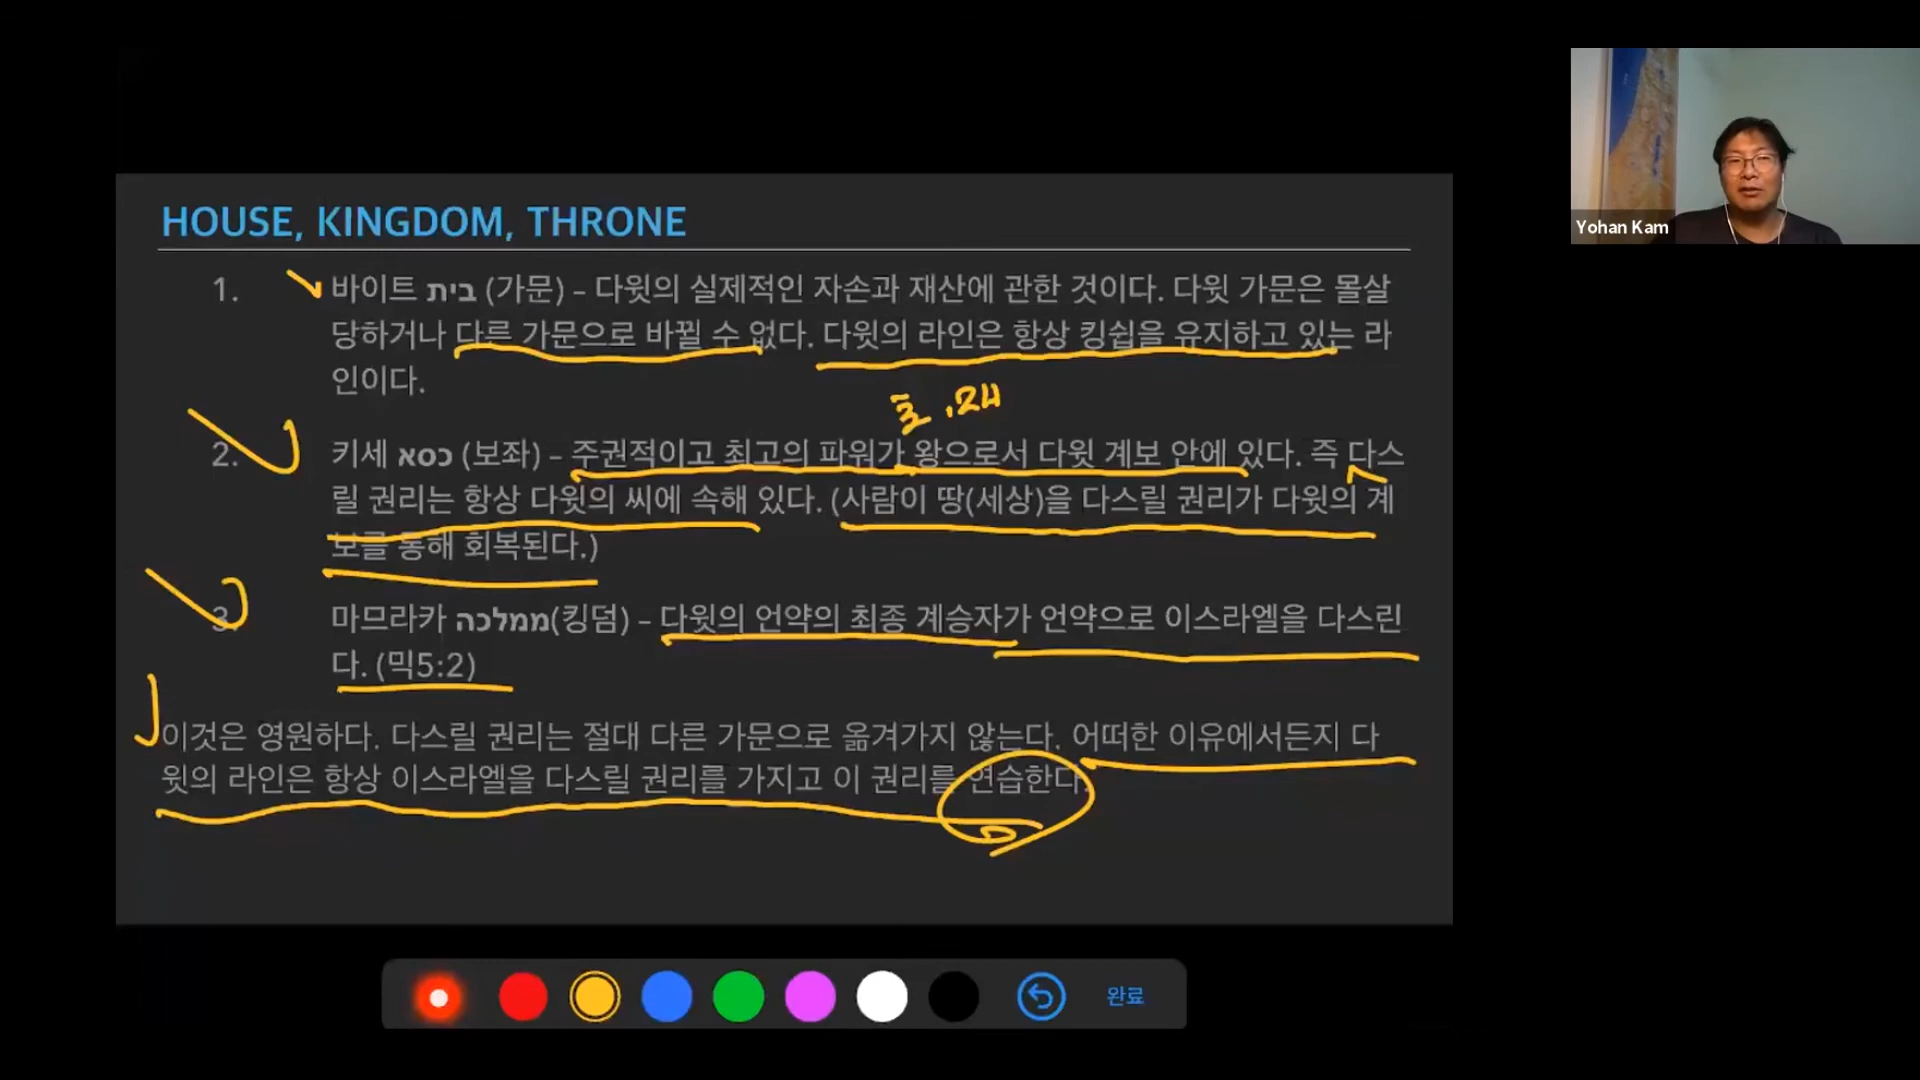 HOUSE, KINGDOM, THRONE
Yohan Kam
1. 바이트 בית (가문) – 다윗의 실제적인 자손과 재산에 관한 것이다. 다윗 가문은 몰살
당하거나 다른 가문으로 바뀔 수 없다. 다윗의 라인은 항상 킹쉽을 유지하고 있는 라
인이다.
2. 키세 כסא (보좌) – 주권적이고 최고의 파워가 왕으로서 다윗 계보 안에 있다. 즉 다스
릴 권리는 항상 다윗의 씨에 속해 있다. (사람이 땅(세상)을 다스릴 권리가 다윗의 계
보를 통해 회복된다.)
3. 마므라카 ממלכה(킹덤) – 다윗의 언약의 최종 계승자가 언약으로 이스라엘을 다스린
다. (믹5:2)
이것은 영원하다. 다스릴 권리는 절대 다른 가문으로 옮겨가지 않는다. 어떠한 이유에서든지 다
윗의 라인은 항상 이스라엘을 다스릴 권리를 가지고 이 권리를 연습한다.
완료